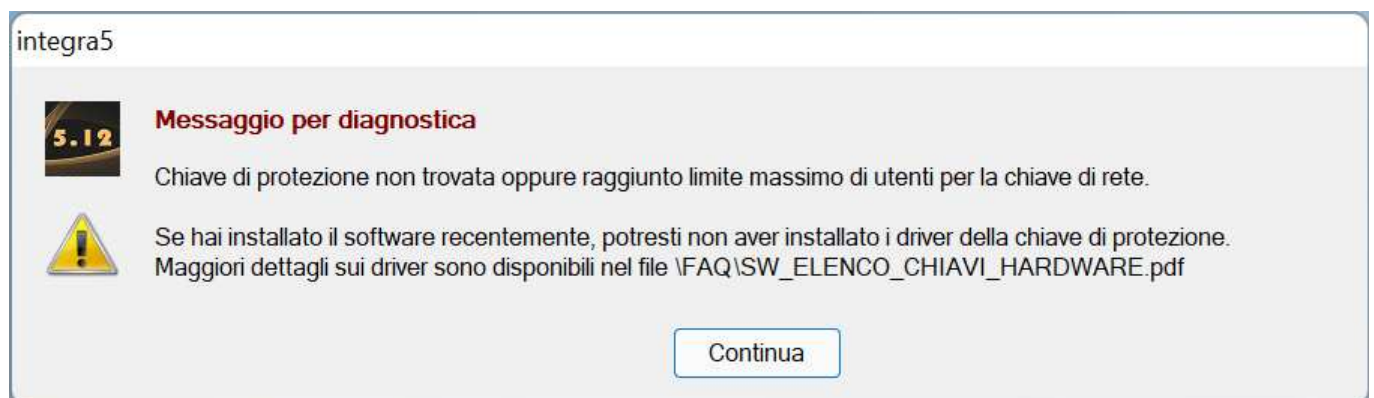 integra5
5.12
Messaggio per diagnostica
Chiave di protezione non trovata oppure raggiunto limite massimo di utenti per la chiave di rete.
Se hai installato il software recentemente, potresti non aver installato i driver della chiave di protezione.
Maggiori dettagli sui driver sono disponibili nel file \FAQ\SW_ELENCO_CHIAVI_HARDWARE.pdf
Continua